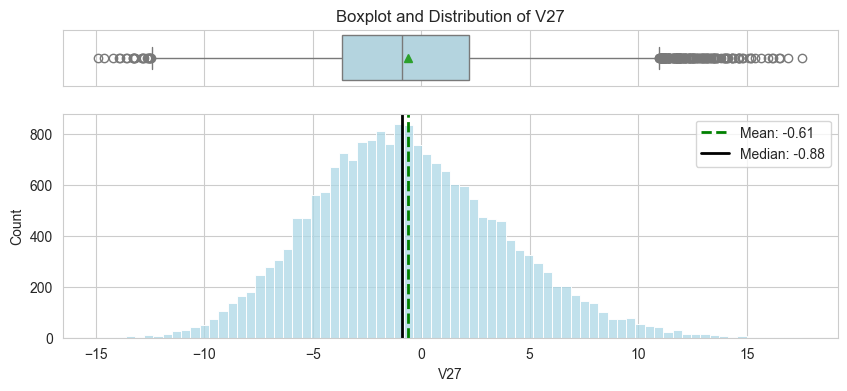 Boxplot and Distribution of V27
Mean: -0.61
Median: -0.88
800
600
400
200
0
Count
−15
−10
−5
0
5
10
15
V27